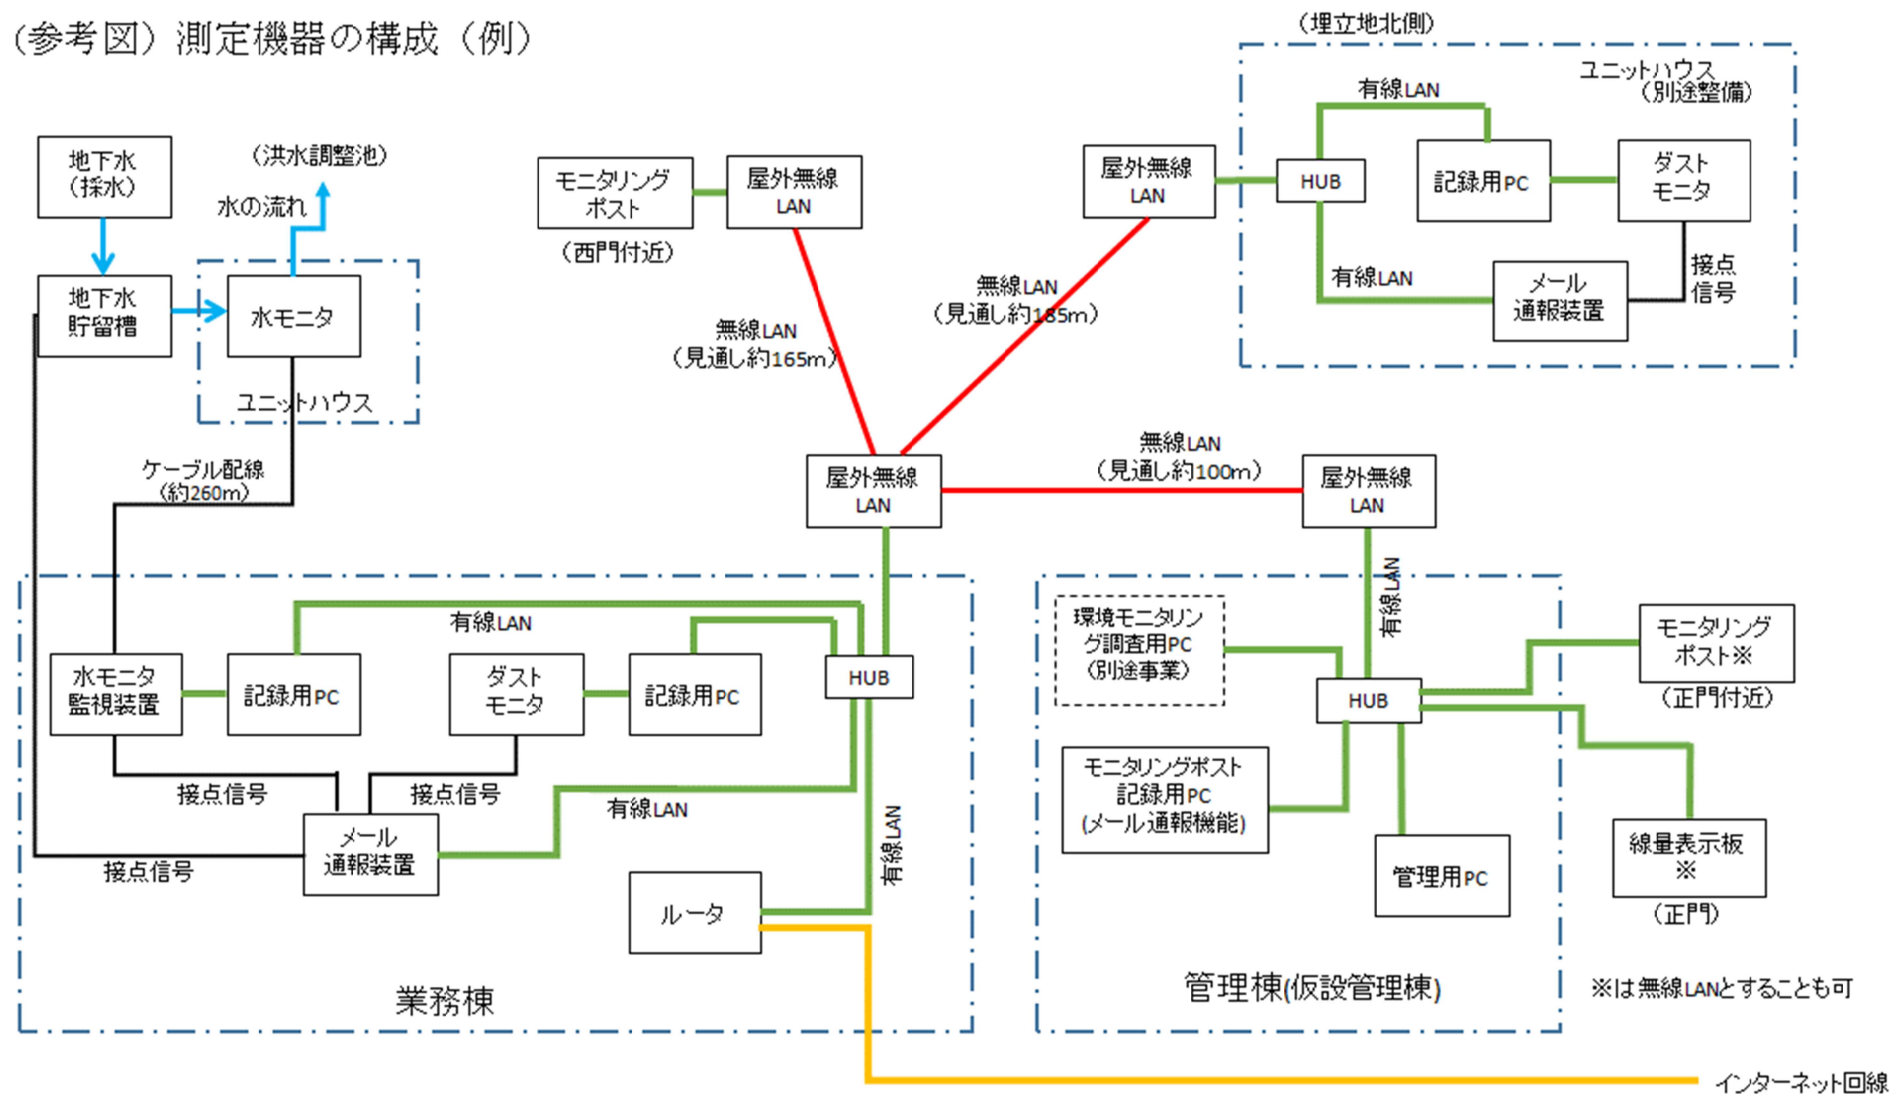 （参考図）測定機器の構成（例）
（埋立地北側）
ユニットハウス
（別途整備）
有線LAN
地下水
（採水）
（洪水調整池）
水の流れ
モニタリング
ポスト
（西門付近）
屋外無線
LAN
屋外無線
LAN
HUB
記録用PC
ダスト
モニタ
有線LAN
メール
通報装置
接点
信号
地下水
貯留槽
水モニタ
ユニットハウス
無線LAN
（見通し約165m）
無線LAN
（見通し約185m）
ケーブル配線
（約260m）
屋外無線
LAN
無線LAN
（見通し約100m）
屋外無線
LAN
有線LAN
有線LAN
水モニタ
監視装置
記録用PC
ダスト
モニタ
記録用PC
HUB
接点信号
接点信号
有線LAN
メール
通報装置
接点信号
有線LAN
ルータ
業務棟
環境モニタリン
グ調査用PC
（別途事業）
HUB
モニタリング
ポスト※
（正門付近）
モニタリングポスト
記録用PC
(メール通報機能)
管理用PC
線量表示板
※
（正門）
管理棟(仮設管理棟)
※は無線LANとすることも可
インターネット回線